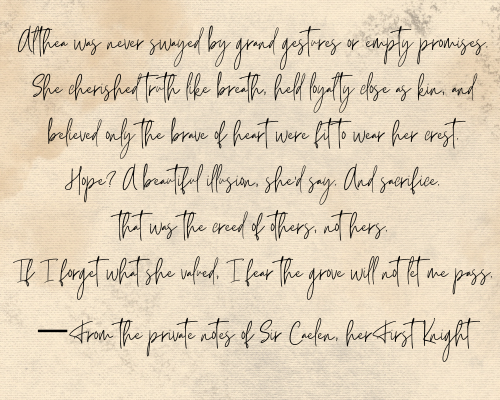 Althea was never swayed by grand gestures or empty promises.
She cherished truth like breath, held loyalty close as kin, and
believed only the brave of heart were fit to wear her crest.
Hope? A beautiful illusion, she'd say. And sacrifice.
that was the creed of others, not hers.
If I forget what she valued, I fear the grove will not let me pass.
—From the private notes of Sir Caelen, her First Knight